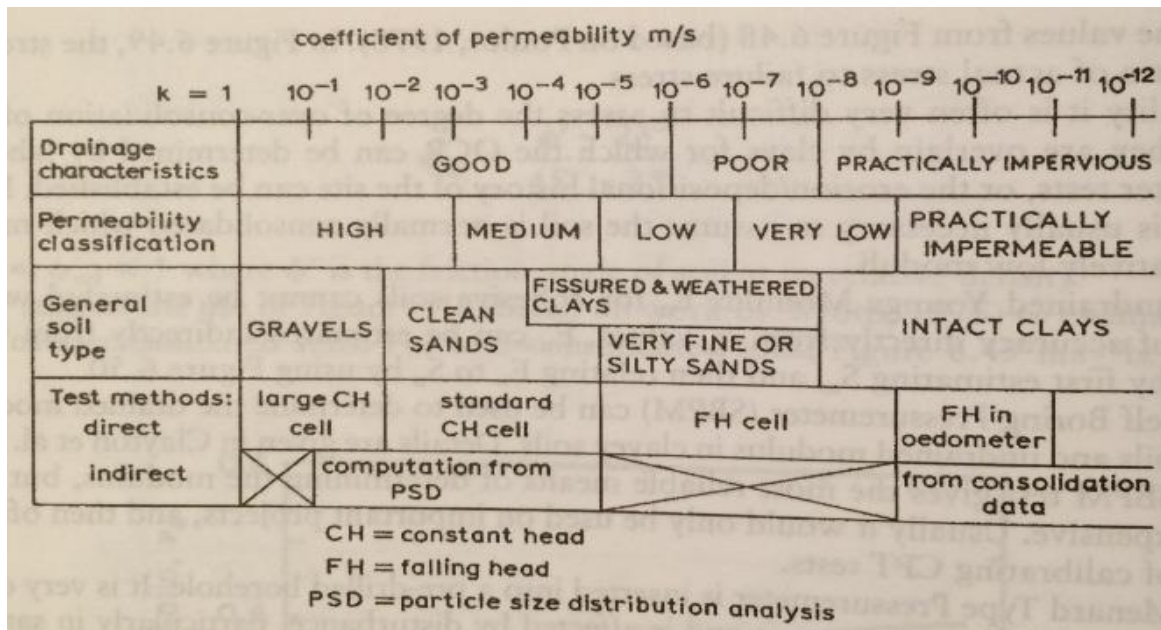 coefficient of permeability m/s
k = 1 10⁻¹ 10⁻² 10⁻³ 10⁻⁴ 10⁻⁵ 10⁻⁶ 10⁻⁷ 10⁻⁸ 10⁻⁹ 10⁻¹⁰ 10⁻¹¹ 10⁻¹²
Drainage
characteristics
GOOD
POOR
PRACTICALLY IMPERVIOUS
Permeability
classification
HIGH
MEDIUM
LOW
VERY LOW
PRACTICALLY
IMPERMEABLE
General
soil
type
GRAVELS
CLEAN
SANDS
FISSURED & WEATHERED
CLAYS
VERY FINE OR
SILTY SANDS
INTACT CLAYS
Test methods:
direct
large CH
cell
standard
CH cell
FH cell
FH in
oedometer
indirect
computation from
PSD
from consolidation
data
CH = constant head
FH = falling head
PSD = particle size distribution analysis